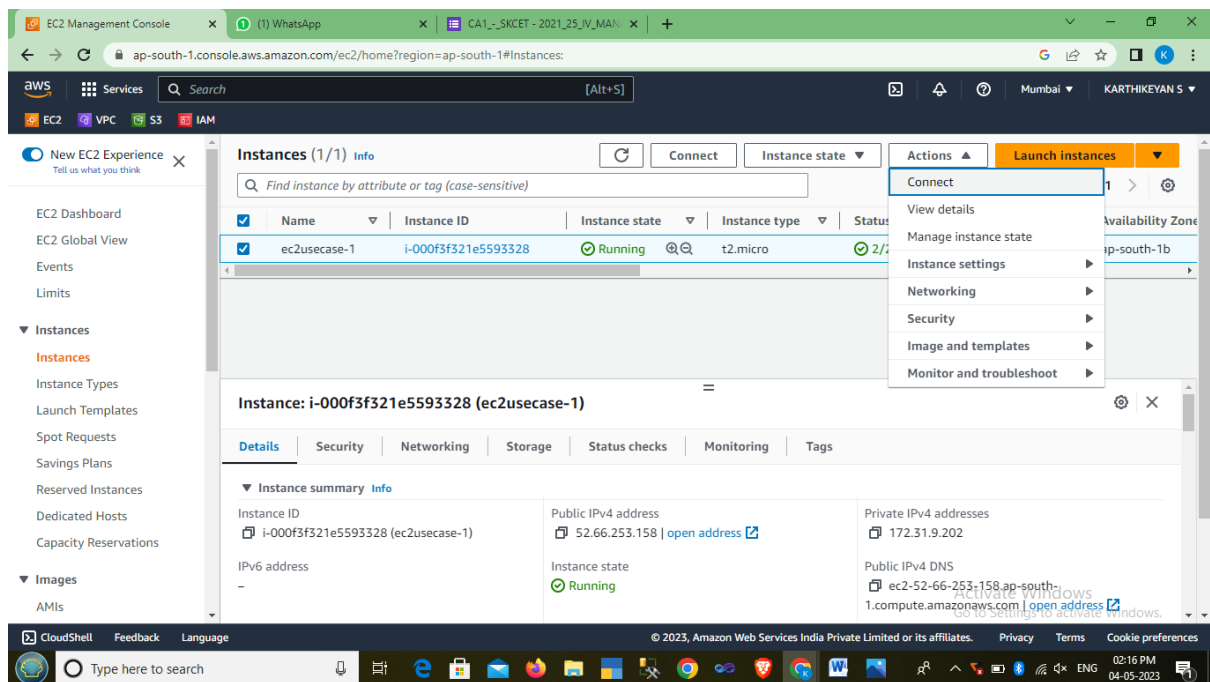 EC2 Management Console
(1) WhatsApp
CA1_-_SKCET - 2021_25_IV_MAN
ap-south-1.console.aws.amazon.com/ec2/home?region=ap-south-1#Instances:
aws
Services
Search
[Alt+S]
Mumbai
KARTHIKEYAN S
EC2
VPC
S3
IAM
New EC2 Experience
Tell us what you think
EC2 Dashboard
EC2 Global View
Events
Limits
Instances
Instances
Instance Types
Launch Templates
Spot Requests
Savings Plans
Reserved Instances
Dedicated Hosts
Capacity Reservations
Images
AMIs
Instances (1/1) Info
Connect
Instance state
Actions
Launch instances
Find instance by attribute or tag (case-sensitive)
1
Name
Instance ID
Instance state
Instance type
Status
Availability Zone
ec2usecase-1
i-000f3f321e5593328
Running
t2.micro
2/2
ap-south-1b
Connect
View details
Manage instance state
Instance settings
Networking
Security
Image and templates
Monitor and troubleshoot
Instance: i-000f3f321e5593328 (ec2usecase-1)
Details
Security
Networking
Storage
Status checks
Monitoring
Tags
Instance summary Info
Instance ID
i-000f3f321e5593328 (ec2usecase-1)
Public IPv4 address
52.66.253.158 | open address
Private IPv4 addresses
172.31.9.202
IPv6 address
–
Instance state
Running
Public IPv4 DNS
ec2-52-66-253-158.ap-south-
1.compute.amazonaws.com | open address
Activate Windows
Go to Settings to activate Windows.
CloudShell
Feedback
Language
© 2023, Amazon Web Services India Private Limited or its affiliates.
Privacy
Terms
Cookie preferences
Type here to search
ENG
02:16 PM
04-05-2023